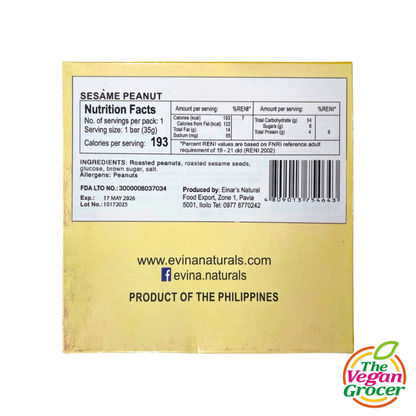 SESAME PEANUT
Nutrition Facts
No. of servings per pack: 1
Serving size: 1 bar (35g)
Calories per serving: 193
Amount per serving: %RENI*
Calories (kcal) 193 7
Calories from Fat (kcal) 122
Total Fat (g) 14
Sodium (mg) 65
Amount per serving: %RENI*
Total Carbohydrate (g) 14
Sugars (g) 6
Total Protein (g) 4 6
*Percent RENI values are based on FNRI reference adult
requirement of 19 - 21 old (RENI 2002)
INGREDIENTS: Roasted peanuts, roasted sesame seeds,
glucose, brown sugar, salt.
Allergens: Peanuts
FDA LTO NO.: 3000008037034
Exp.: 17 MAY 2026
Lot No.: 10172025
Produced by: Einar's Natural
Food Export, Zone 1, Pavia
5001, Iloilo Tel: 0977 8770242
4 809013 754643
www.evinanaturals.com
f evina.naturals
PRODUCT OF THE PHILIPPINES
The
Vegan
Grocer